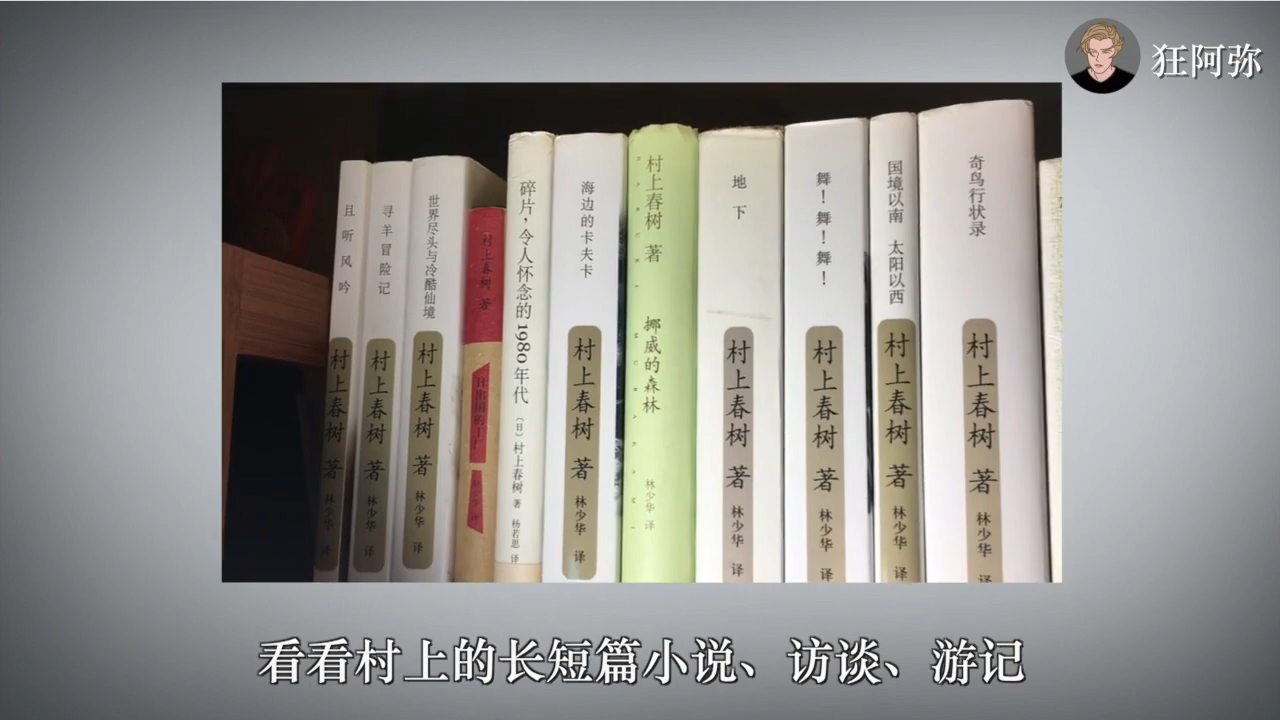 狂阿弥
且听风吟
村上春树 著
林少华 译
寻羊冒险记
村上春树 著
林少华 译
世界尽头与冷酷仙境
村上春树 著
林少华 译
村上春树 著
碎片，令人怀念的1980年代
〔日〕村上春树 著
杨若思 译
海边的卡夫卡
村上春树 著
林少华 译
村上春树 著
挪威的森林
林少华 译
地下
村上春树 著
林少华 译
舞！舞！舞！
村上春树 著
林少华 译
国境以南 太阳以西
村上春树 著
林少华 译
奇鸟行状录
村上春树 著
林少华 译
看看村上的长短篇小说、访谈、游记